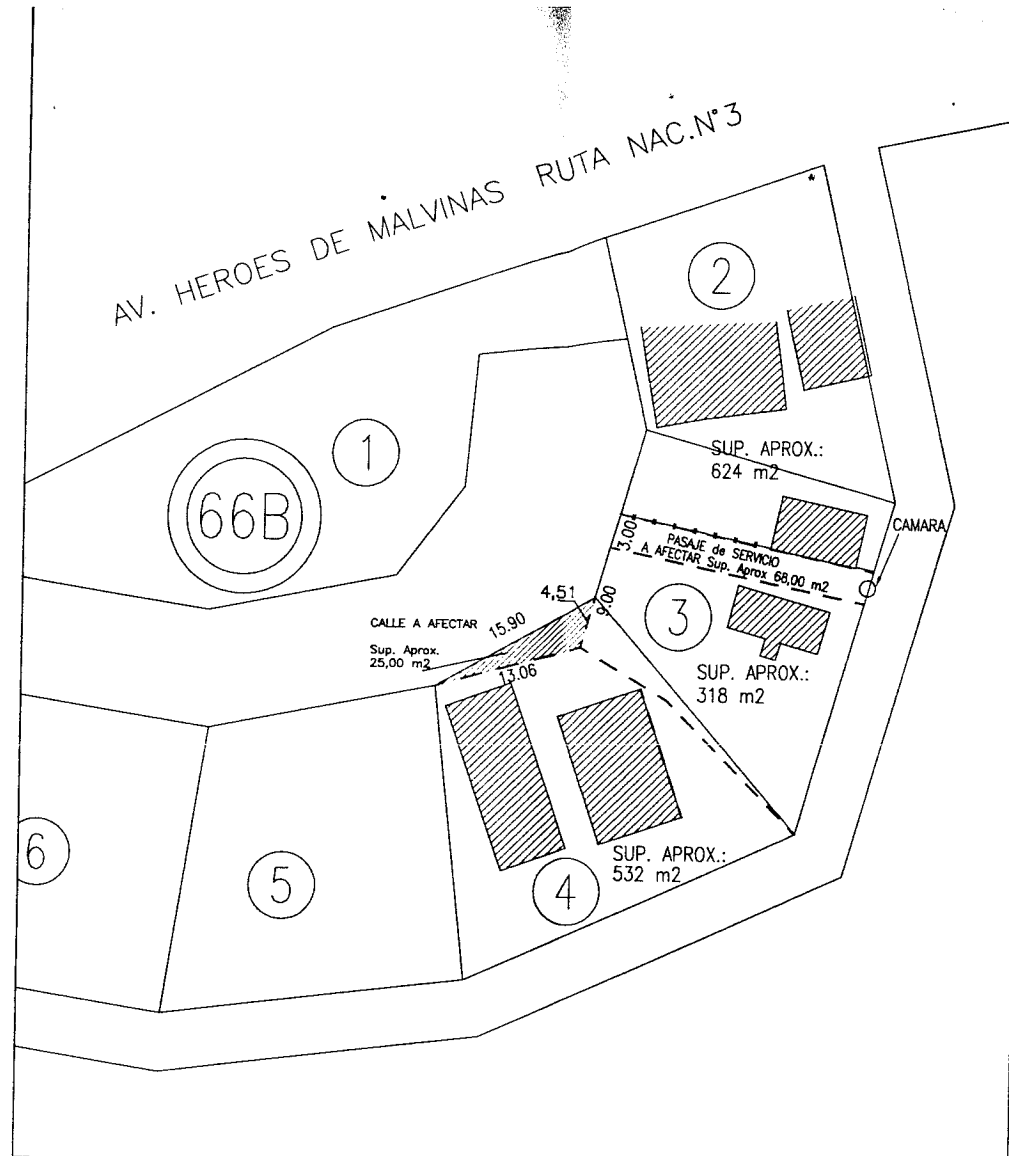 AV. HEROES DE MALVINAS RUTA NAC.N°3
2
1
66B
SUP. APROX.:
624 m2
CAMARA
3.00
PASAJE de SERVICIO
A AFECTAR Sup. Aprox 68,00 m2
4,51
9.00
3
CALLE A AFECTAR
15.90
Sup. Aprox.
25,00 m2
13.06
SUP. APROX.:
318 m2
6
5
4
SUP. APROX.:
532 m2